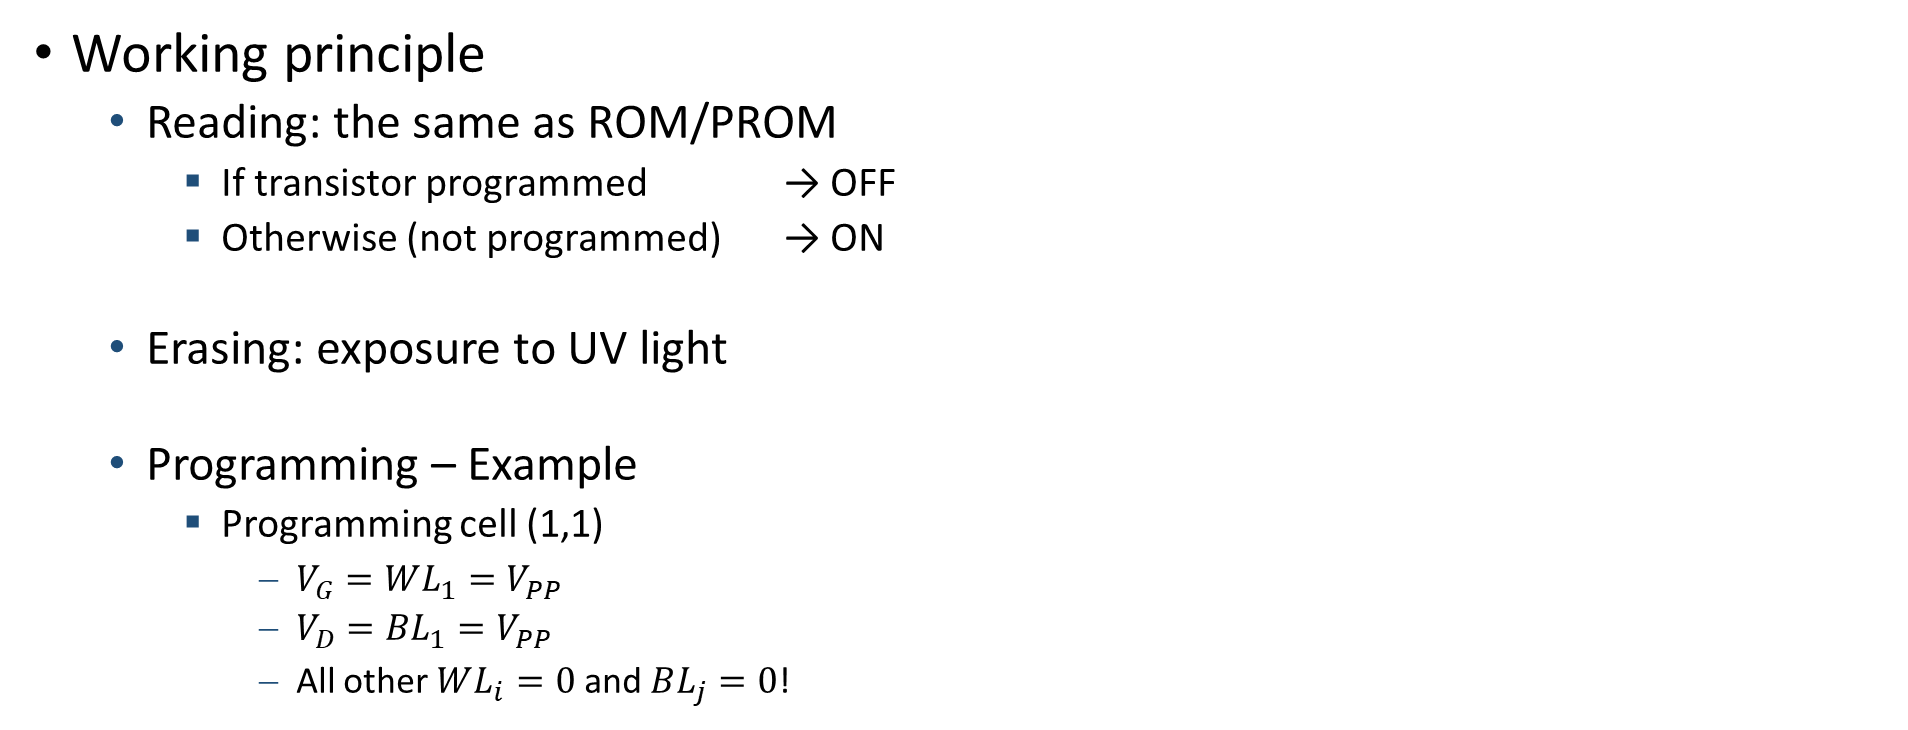 • Working principle
• Reading: the same as ROM/PROM
▪ If transistor programmed → OFF
▪ Otherwise (not programmed) → ON
• Erasing: exposure to UV light
• Programming – Example
▪ Programming cell (1,1)
– V_G = WL_1 = V_PP
– V_D = BL_1 = V_PP
– All other WL_i = 0 and BL_j = 0!